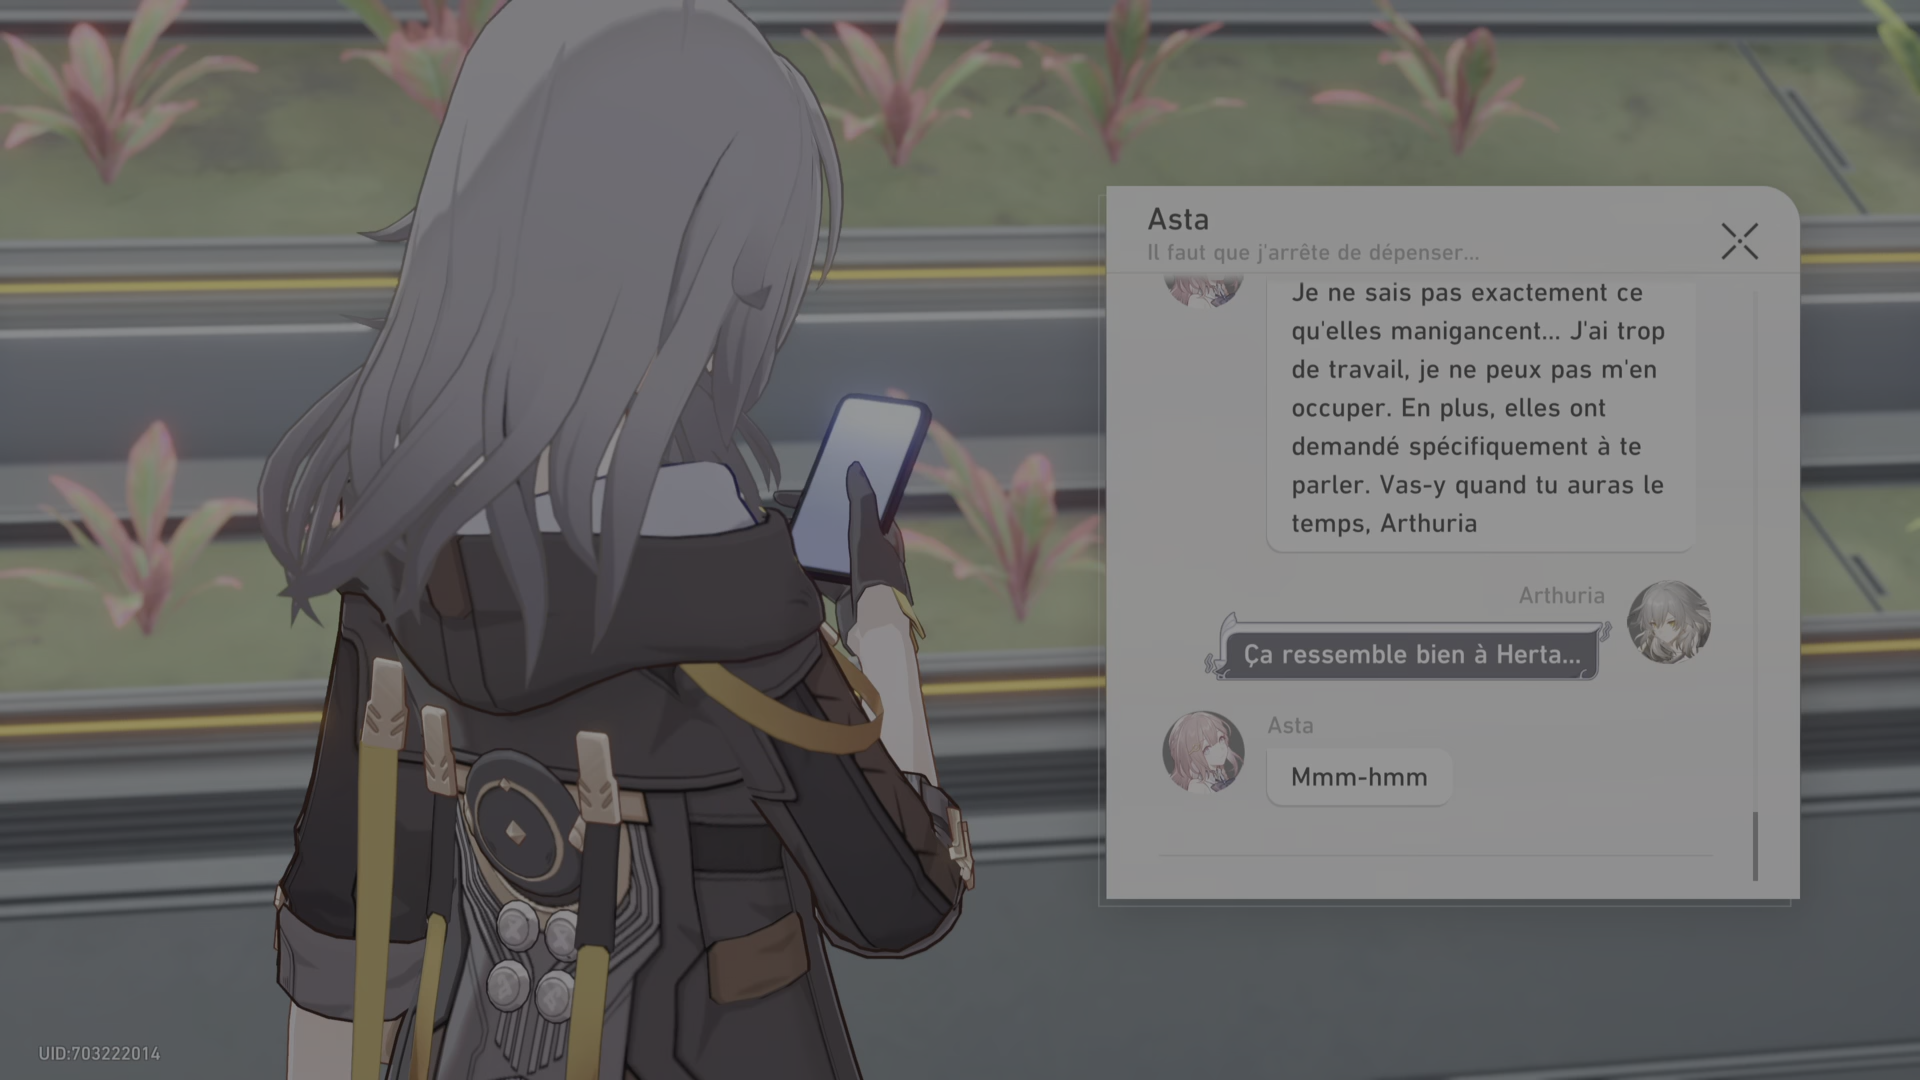 Asta
Il faut que j'arrête de dépenser...
Je ne sais pas exactement ce
qu'elles manigancent... J'ai trop
de travail, je ne peux pas m'en
occuper. En plus, elles ont
demandé spécifiquement à te
parler. Vas-y quand tu auras le
temps, Arthuria
Arthuria
Ça ressemble bien à Herta...
Asta
Mmm-hmm
UID:703222014